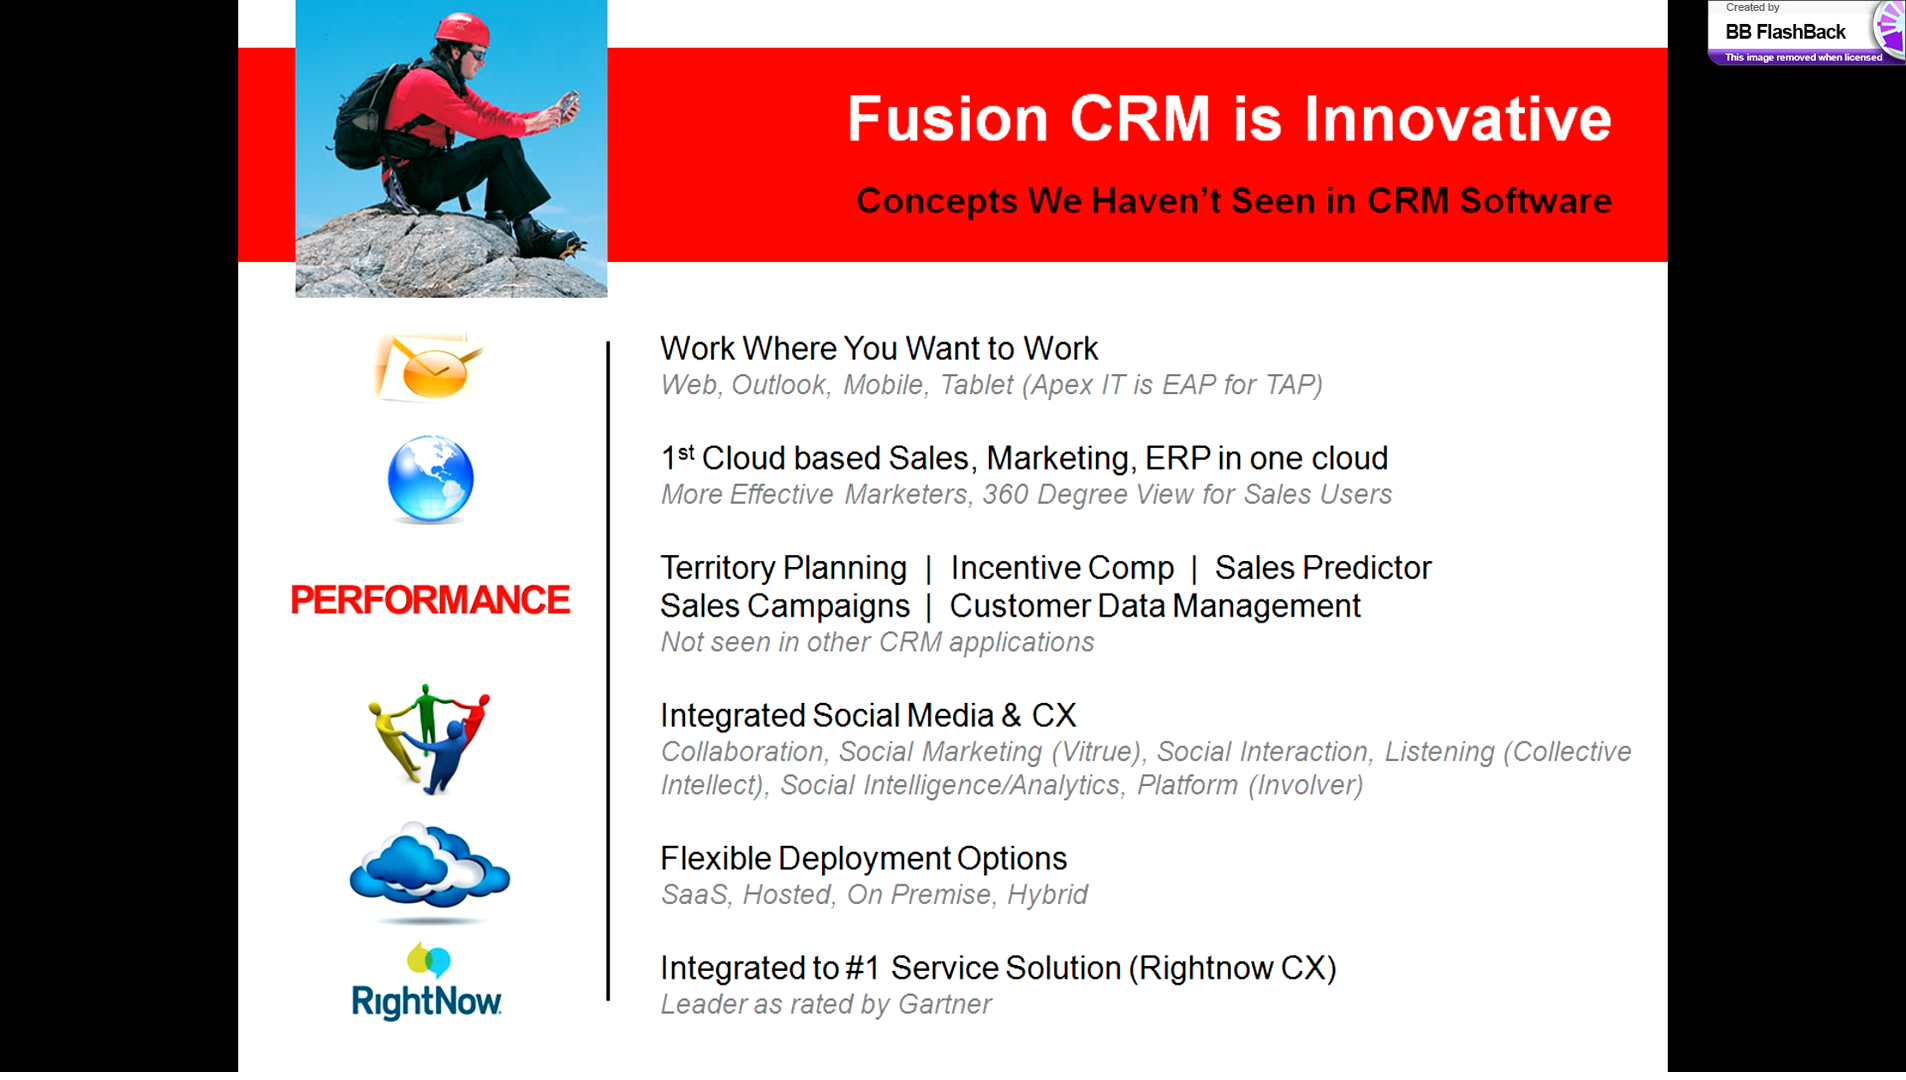 Created by
BB FlashBack
This image removed when licensed
Fusion CRM is Innovative
Concepts We Haven't Seen in CRM Software
Work Where You Want to Work
Web, Outlook, Mobile, Tablet (Apex IT is EAP for TAP)
1st Cloud based Sales, Marketing, ERP in one cloud
More Effective Marketers, 360 Degree View for Sales Users
PERFORMANCE
Territory Planning | Incentive Comp | Sales Predictor
Sales Campaigns | Customer Data Management
Not seen in other CRM applications
Integrated Social Media & CX
Collaboration, Social Marketing (Vitrue), Social Interaction, Listening (Collective
Intellect), Social Intelligence/Analytics, Platform (Involver)
Flexible Deployment Options
SaaS, Hosted, On Premise, Hybrid
RightNow
Integrated to #1 Service Solution (Rightnow CX)
Leader as rated by Gartner